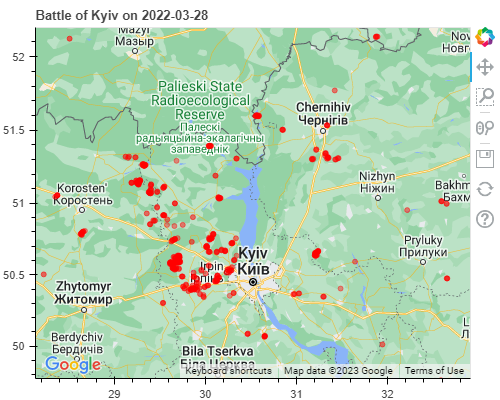 Battle of Kyiv on 2022-03-28
Mazyr
Мазыр
Novh
Новг
Palieski State
Radioecological
Reserve
Палескі
радыяцыйна-экалагічны
запаведнік
Chernihiv
Чернігів
Korosten'
Коростень
Nizhyn
Ніжин
Bakhm
Бахм
Kyiv
Київ
Irpin
Ірпінь
Pryluky
Прилуки
Zhytomyr
Житомир
Berdychiv
Бердичів
Bila Tserkva
Біла Церква
Google
Keyboard shortcuts
Map data ©2023 Google
Terms of Use
52
51.5
51
50.5
50
29
30
31
32